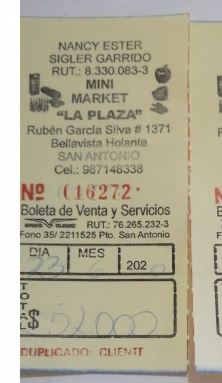 NANCY ESTER
SIGLER GARRIDO
RUT.: 8.330.083-3
MINI
MARKET
"LA PLAZA"
Rubén García Silva # 1371
Bellavista Holante
SAN ANTONIO
Cel.: 987148338
Nº 016272
Boleta de Venta y Servicios
RUT.: 76.265.232-3
Fono 35/ 2211525 Pto. San Antonio
DIA MES
23 202
TOTAL $ 52000
DUPLICADO: CLIENTE